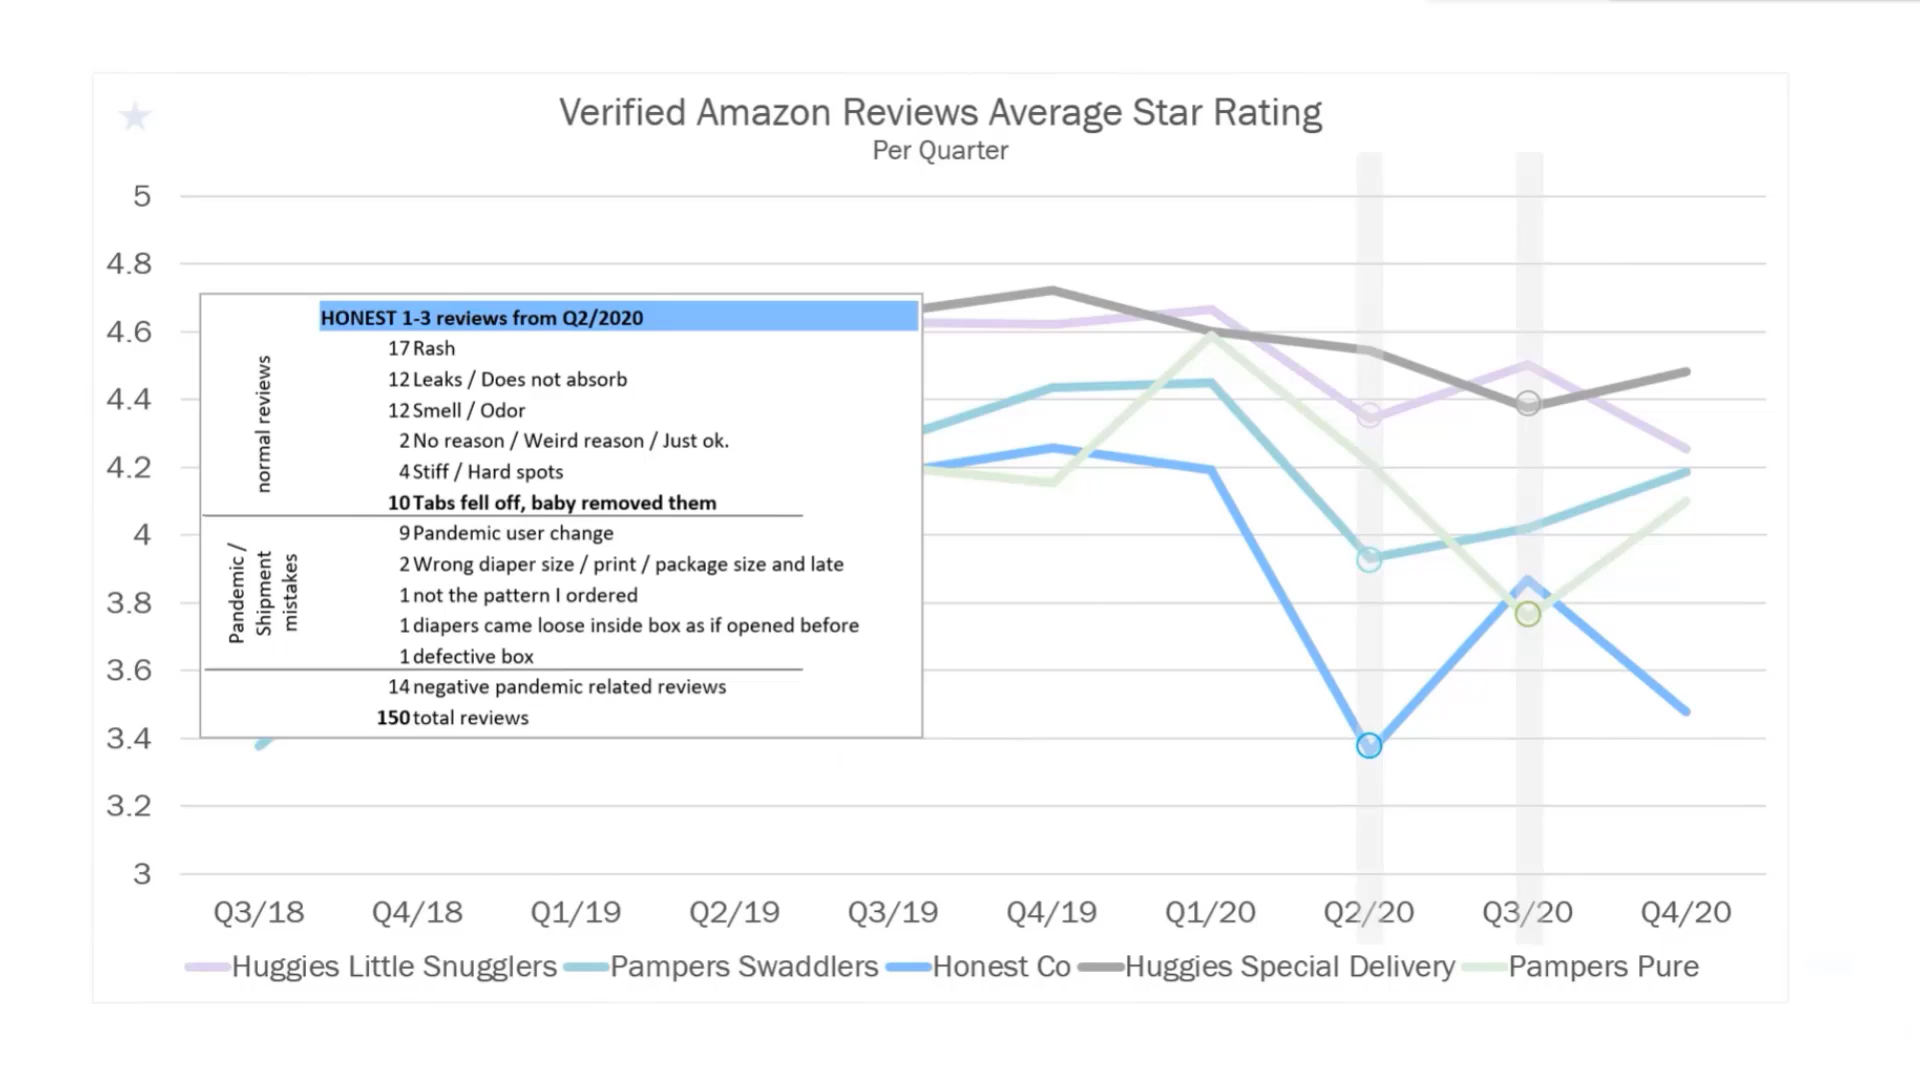 Verified Amazon Reviews Average Star Rating
Per Quarter
5
4.8
4.6
4.4
4.2
4
3.8
3.6
3.4
3.2
3
HONEST 1-3 reviews from Q2/2020
normal reviews
17 Rash
12 Leaks / Does not absorb
12 Smell / Odor
2 No reason / Weird reason / Just ok.
4 Stiff / Hard spots
10 Tabs fell off, baby removed them
Pandemic /
Shipment
mistakes
9 Pandemic user change
2 Wrong diaper size / print / package size and late
1 not the pattern I ordered
1 diapers came loose inside box as if opened before
1 defective box
14 negative pandemic related reviews
150 total reviews
Q3/18 Q4/18 Q1/19 Q2/19 Q3/19 Q4/19 Q1/20 Q2/20 Q3/20 Q4/20
Huggies Little Snugglers Pampers Swaddlers Honest Co Huggies Special Delivery Pampers Pure